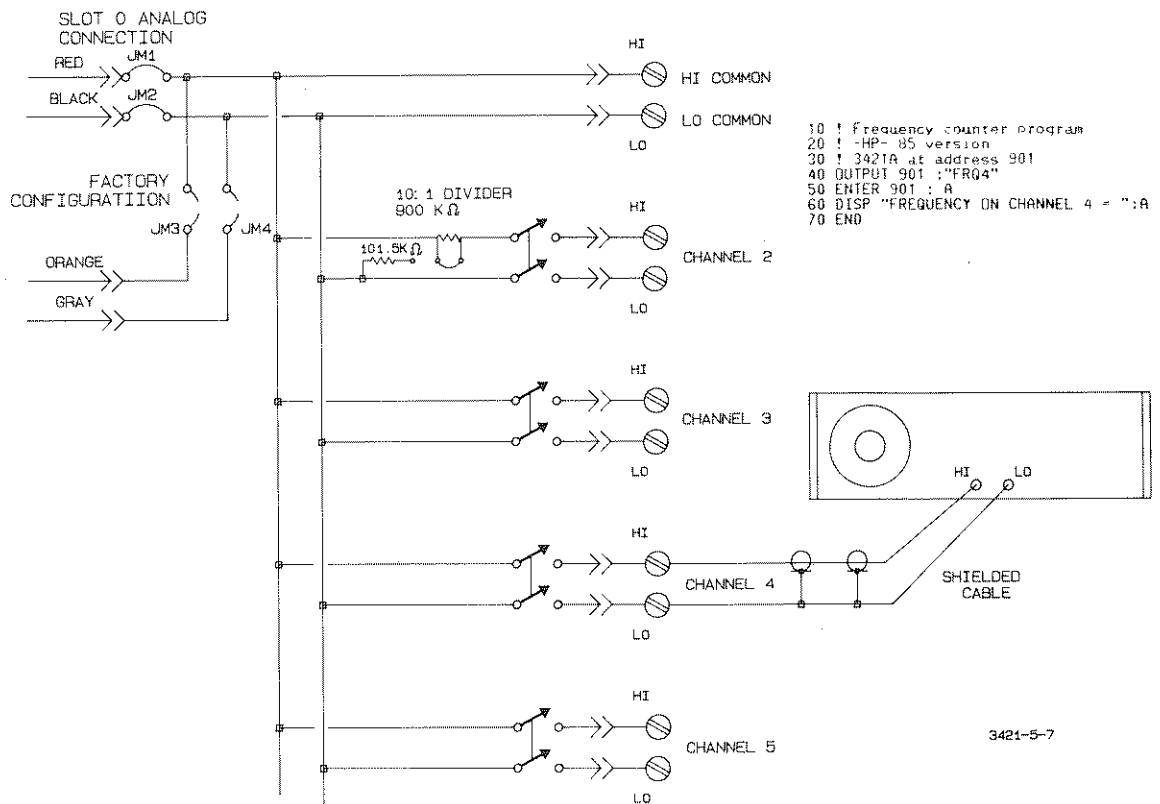 SLOT 0 ANALOG
CONNECTION
RED
JM1
BLACK
JM2
HI
HI COMMON
LO COMMON
LO
10 ! Frequency counter program
20 ! -HP- 85 version
30 ! 3421A at address 901
40 OUTPUT 901 ;"FRQ4"
50 ENTER 901 ; A
60 DISP "FREQUENCY ON CHANNEL 4 = ";A
70 END
FACTORY
CONFIGURATIION
JM3
JM4
ORANGE
GRAY
10:1 DIVIDER
900 KΩ
101.5KΩ
HI
CHANNEL 2
LO
HI
CHANNEL 3
LO
HI
LO
HI
CHANNEL 4
LO
SHIELDED
CABLE
HI
CHANNEL 5
LO
3421-5-7